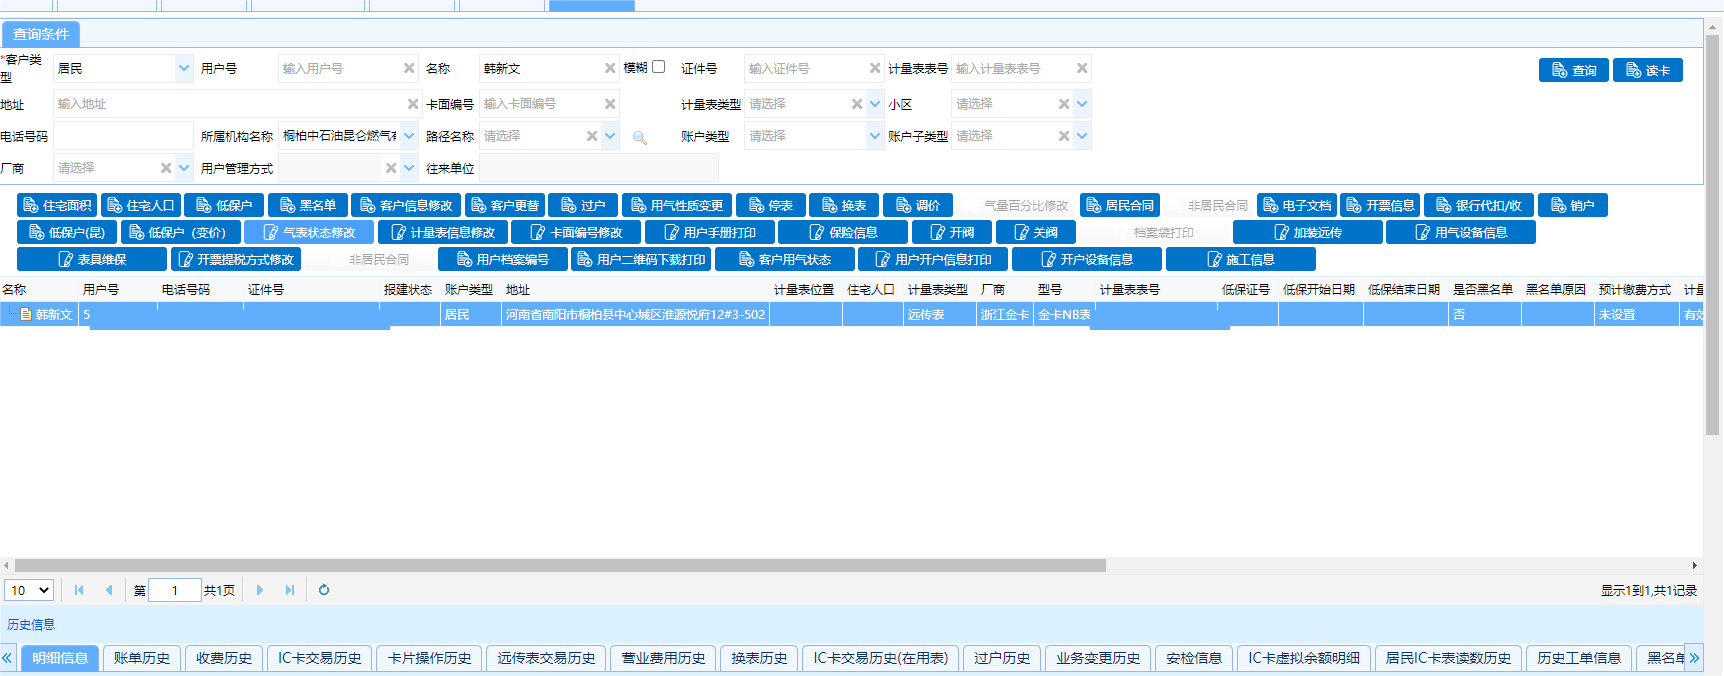 查询条件
*客户类型 居民 用户号 输入用户号 名称 韩新文 模糊 证件号 输入证件号 计量表表号 输入计量表表号 查询 读卡
地址 输入地址 卡面编号 输入卡面编号 计量表类型 请选择 小区 请选择
电话号码 所属机构名称 桐柏中石油昆仑燃气 路径名称 请选择 账户类型 请选择 账户子类型 请选择
厂商 请选择 用户管理方式 往来单位
住宅面积 住宅人口 低保户 黑名单 客户信息修改 客户更替 过户 用气性质变更 停表 换表 调价 气量百分比修改 居民合同 非居民合同 电子文档 开票信息 银行代扣/收 销户
低保户(昆) 低保户（变价） 气表状态修改 计量表信息修改 卡面编号修改 用户手册打印 保险信息 开阀 关阀 档案袋打印 加装远传 用气设备信息
表具维保 开票提税方式修改 非居民合同 用户档案编号 用户二维码下载打印 客户用气状态 用户开户信息打印 开户设备信息 施工信息
名称 用户号 电话号码 证件号 报建状态 账户类型 地址 计量表位置 住宅人口 计量表类型 厂商 型号 计量表表号 低保证号 低保开始日期 低保结束日期 是否黑名单 黑名单原因 预计缴费方式 计量
韩新文 5 居民 河南省南阳市桐柏县中心城区淮源悦府12#3-502 远传表 浙江金卡 金卡NB表 否 未设置 有效
10 第 1 共1页 显示1到1,共1记录
历史信息
明细信息 账单历史 收费历史 IC卡交易历史 卡片操作历史 远传表交易历史 营业费用历史 换表历史 IC卡交易历史(在用表) 过户历史 业务变更历史 安检信息 IC卡虚拟余额明细 居民IC卡表读数历史 历史工单信息 黑名单